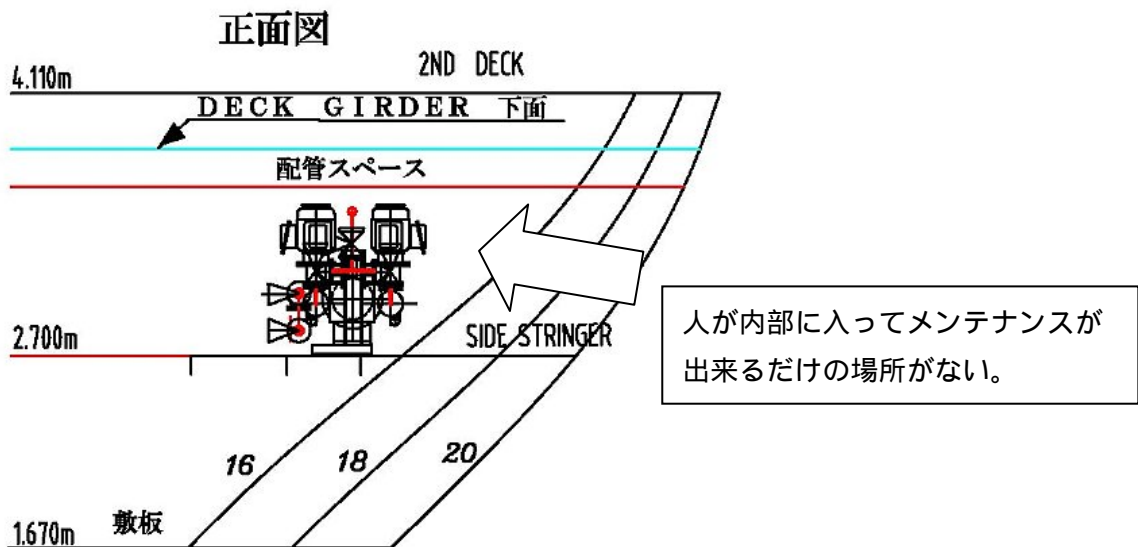 正面図
2ND DECK
4.110m
DECK GIRDER 下面
配管スペース
2.700m
SIDE STRINGER
人が内部に入ってメンテナンスが
出来るだけの場所がない。
16
18
20
敷板
1.670m